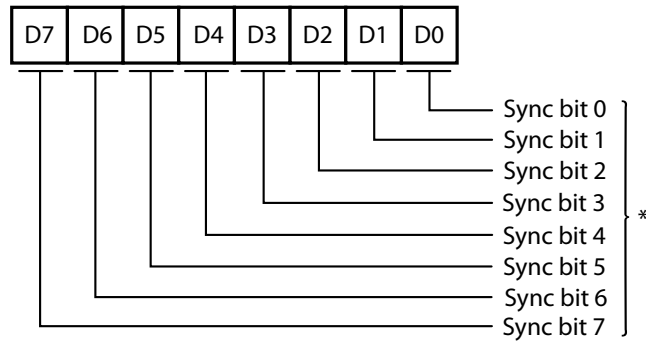 D7 D6 D5 D4 D3 D2 D1 D0
Sync bit 0
Sync bit 1
Sync bit 2
Sync bit 3
*
Sync bit 4
Sync bit 5
Sync bit 6
Sync bit 7